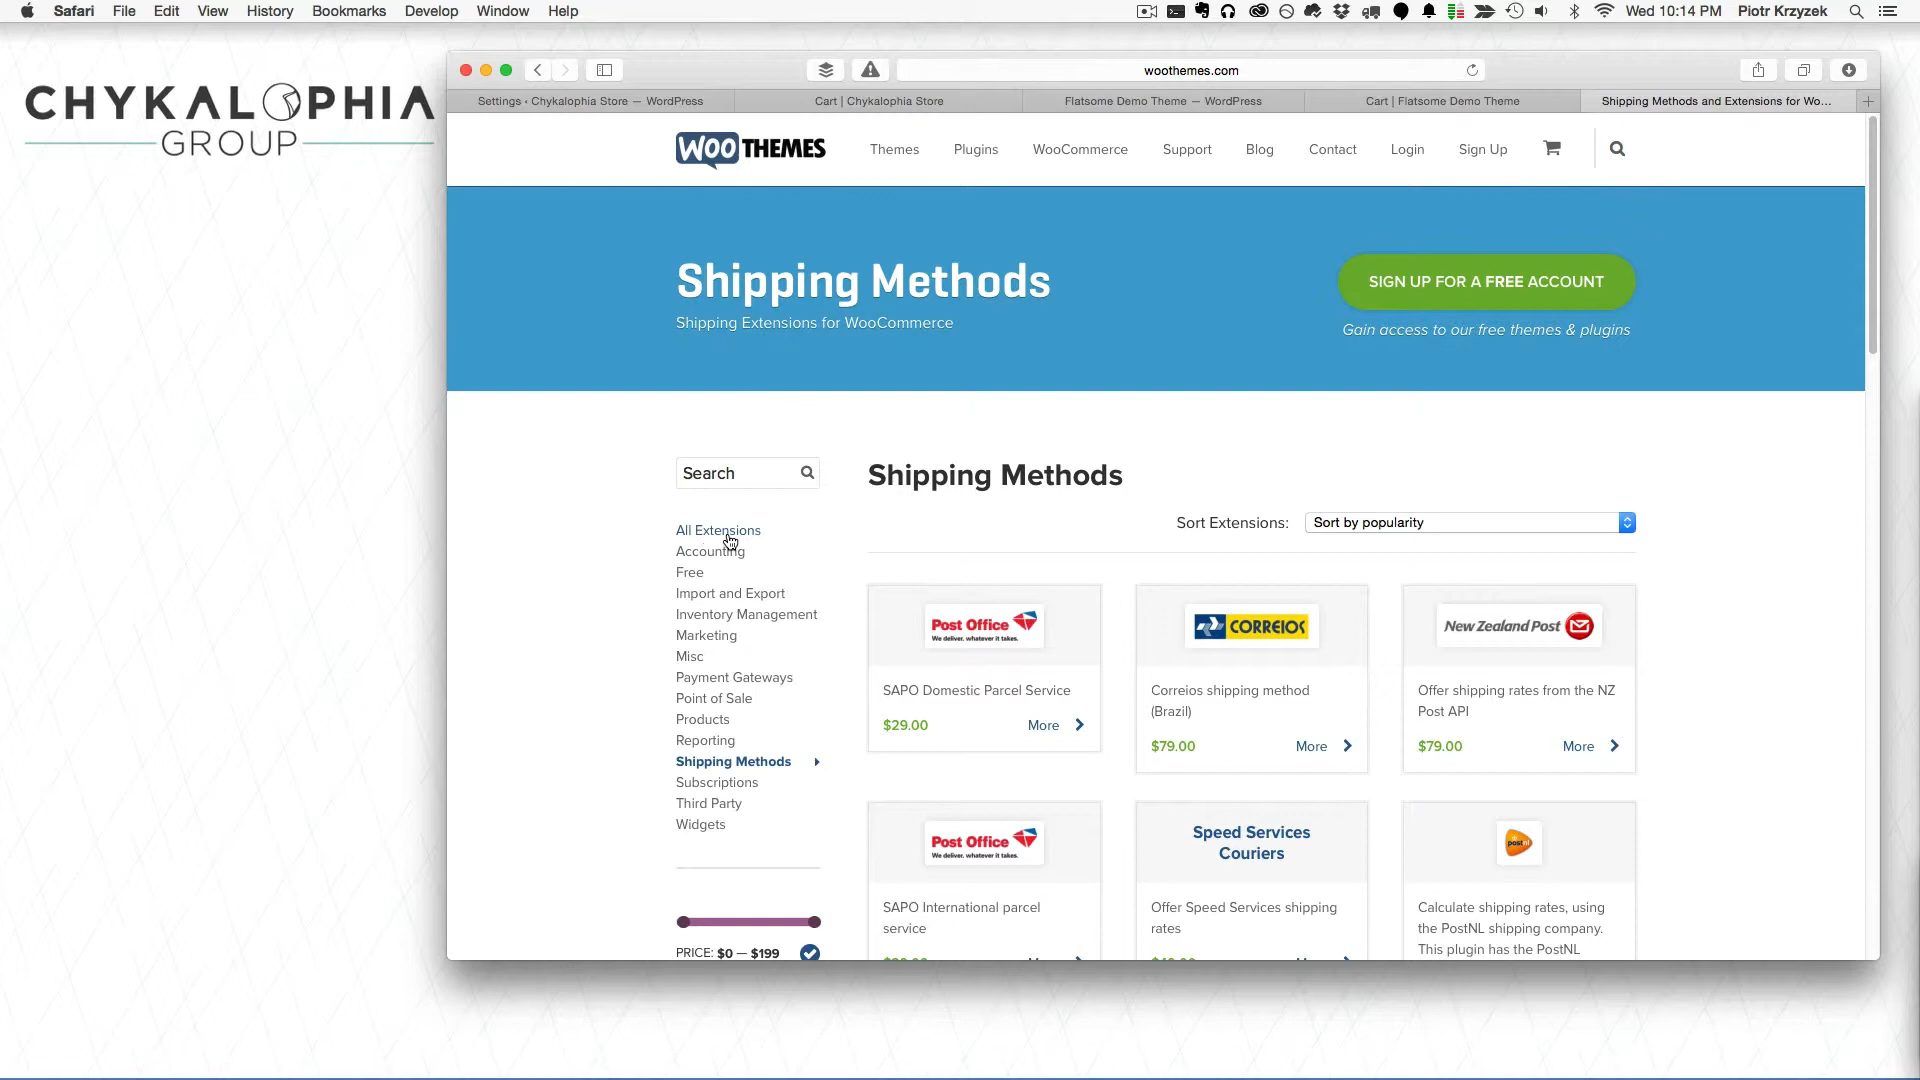 Safari File Edit View History Bookmarks Develop Window Help Wed 10:14 PM Piotr Krzyzek
CHYKALOPHIA
GROUP
woothemes.com
Settings ‹ Chykalophia Store — WordPress Cart | Chykalophia Store Flatsome Demo Theme — WordPress Cart | Flatsome Demo Theme Shipping Methods and Extensions for Wo...
WOOTHEMES Themes Plugins WooCommerce Support Blog Contact Login Sign Up
Shipping Methods
Shipping Extensions for WooCommerce
SIGN UP FOR A FREE ACCOUNT
Gain access to our free themes & plugins
Search
All Extensions
Accounting
Free
Import and Export
Inventory Management
Marketing
Misc
Payment Gateways
Point of Sale
Products
Reporting
Shipping Methods
Subscriptions
Third Party
Widgets
PRICE: $0 — $199
Shipping Methods
Sort Extensions: Sort by popularity
Post Office
We deliver, whatever it takes.
SAPO Domestic Parcel Service
$29.00 More
CORREIOS
Correios shipping method
(Brazil)
$79.00 More
New Zealand Post
Offer shipping rates from the NZ
Post API
$79.00 More
Post Office
We deliver, whatever it takes.
SAPO International parcel
service
Speed Services
Couriers
Offer Speed Services shipping
rates
postnl
Calculate shipping rates, using
the PostNL shipping company.
This plugin has the PostNL